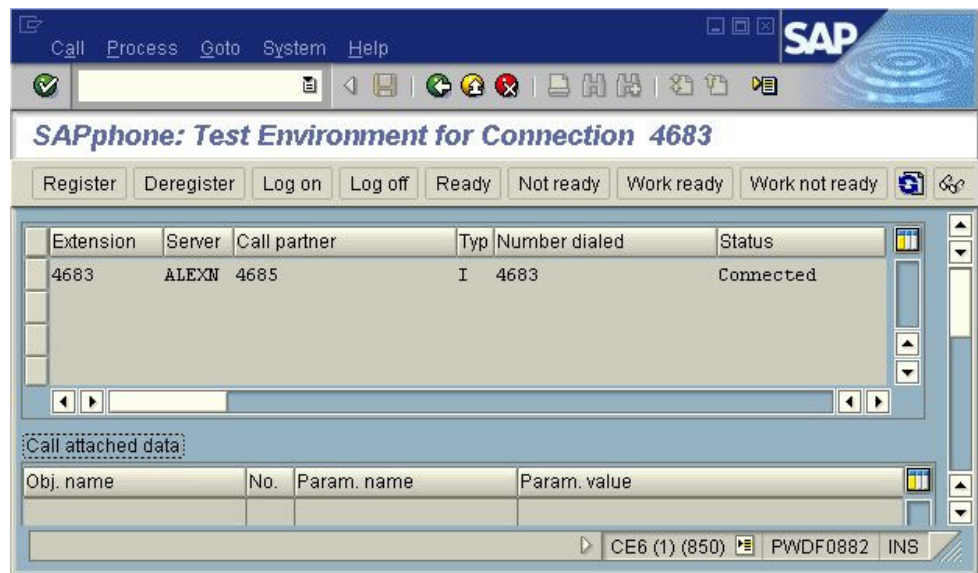 Call Process Goto System Help
SAP
SAPphone: Test Environment for Connection 4683
Register Deregister Log on Log off Ready Not ready Work ready Work not ready
Extension Server Call partner Typ Number dialed Status
4683 ALEXN 4685 I 4683 Connected
Call attached data
Obj. name No. Param. name Param. value
CE6 (1) (850) PWDF0882 INS